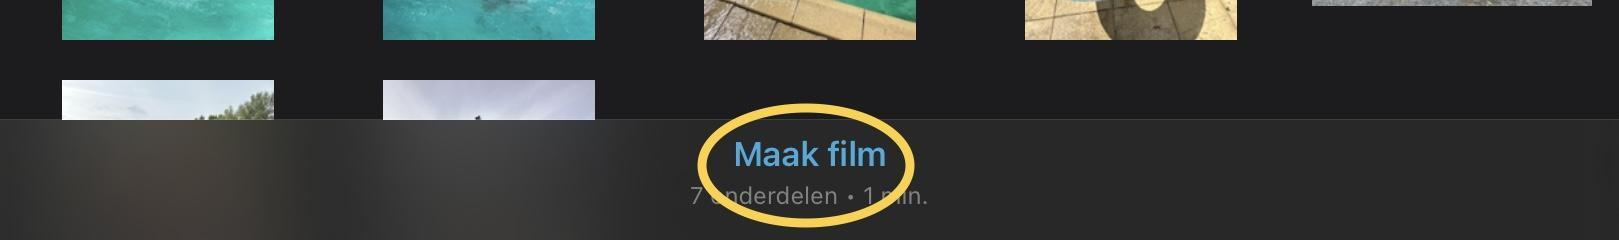 Maak film
7 onderdelen • 1 min.